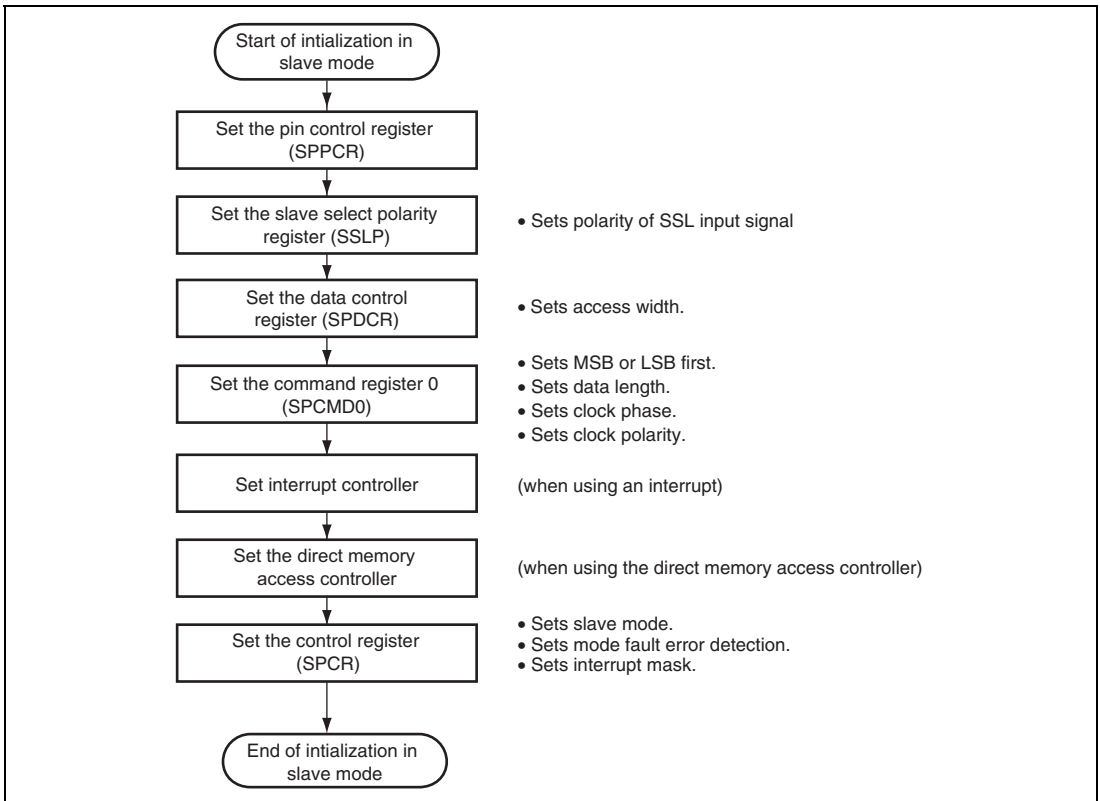 Start of intialization in
slave mode
Set the pin control register
(SPPCR)
Set the slave select polarity
register (SSLP)
• Sets polarity of SSL input signal
Set the data control
register (SPDCR)
• Sets access width.
Set the command register 0
(SPCMD0)
• Sets MSB or LSB first.
• Sets data length.
• Sets clock phase.
• Sets clock polarity.
Set interrupt controller
(when using an interrupt)
Set the direct memory
access controller
(when using the direct memory access controller)
Set the control register
(SPCR)
• Sets slave mode.
• Sets mode fault error detection.
• Sets interrupt mask.
End of intialization in
slave mode